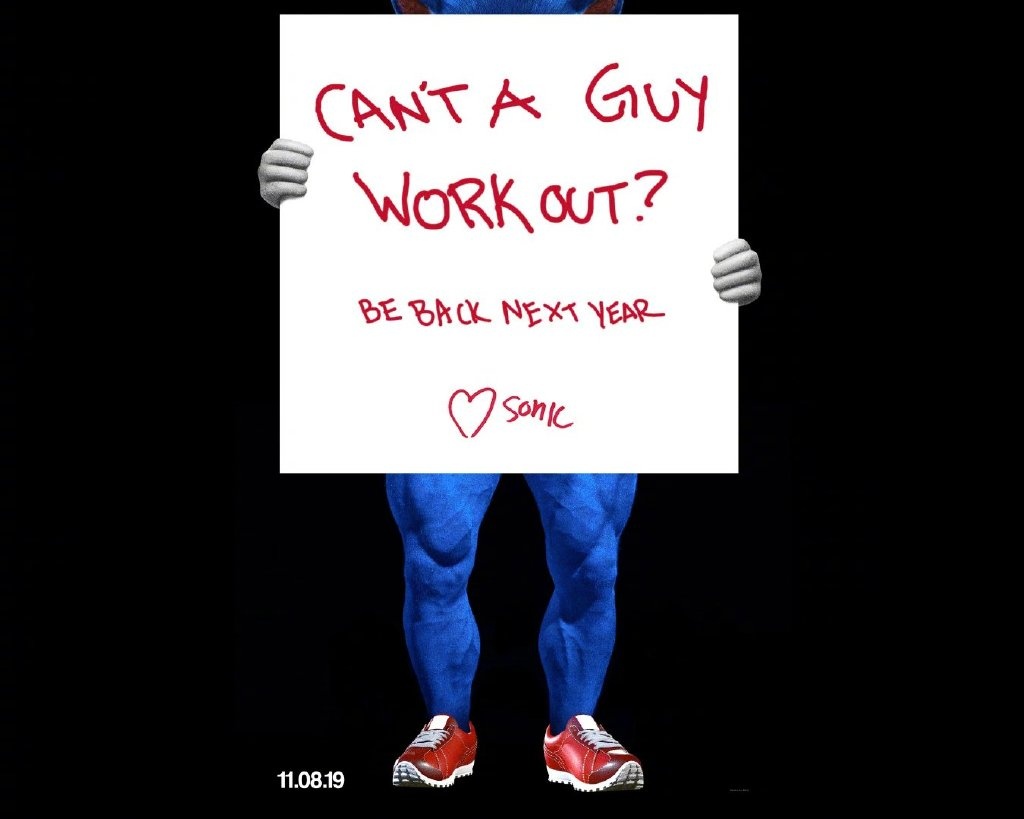 CAN'T A GUY
WORK OUT?
BE BACK NEXT YEAR
♡ SONIC
11.08.19